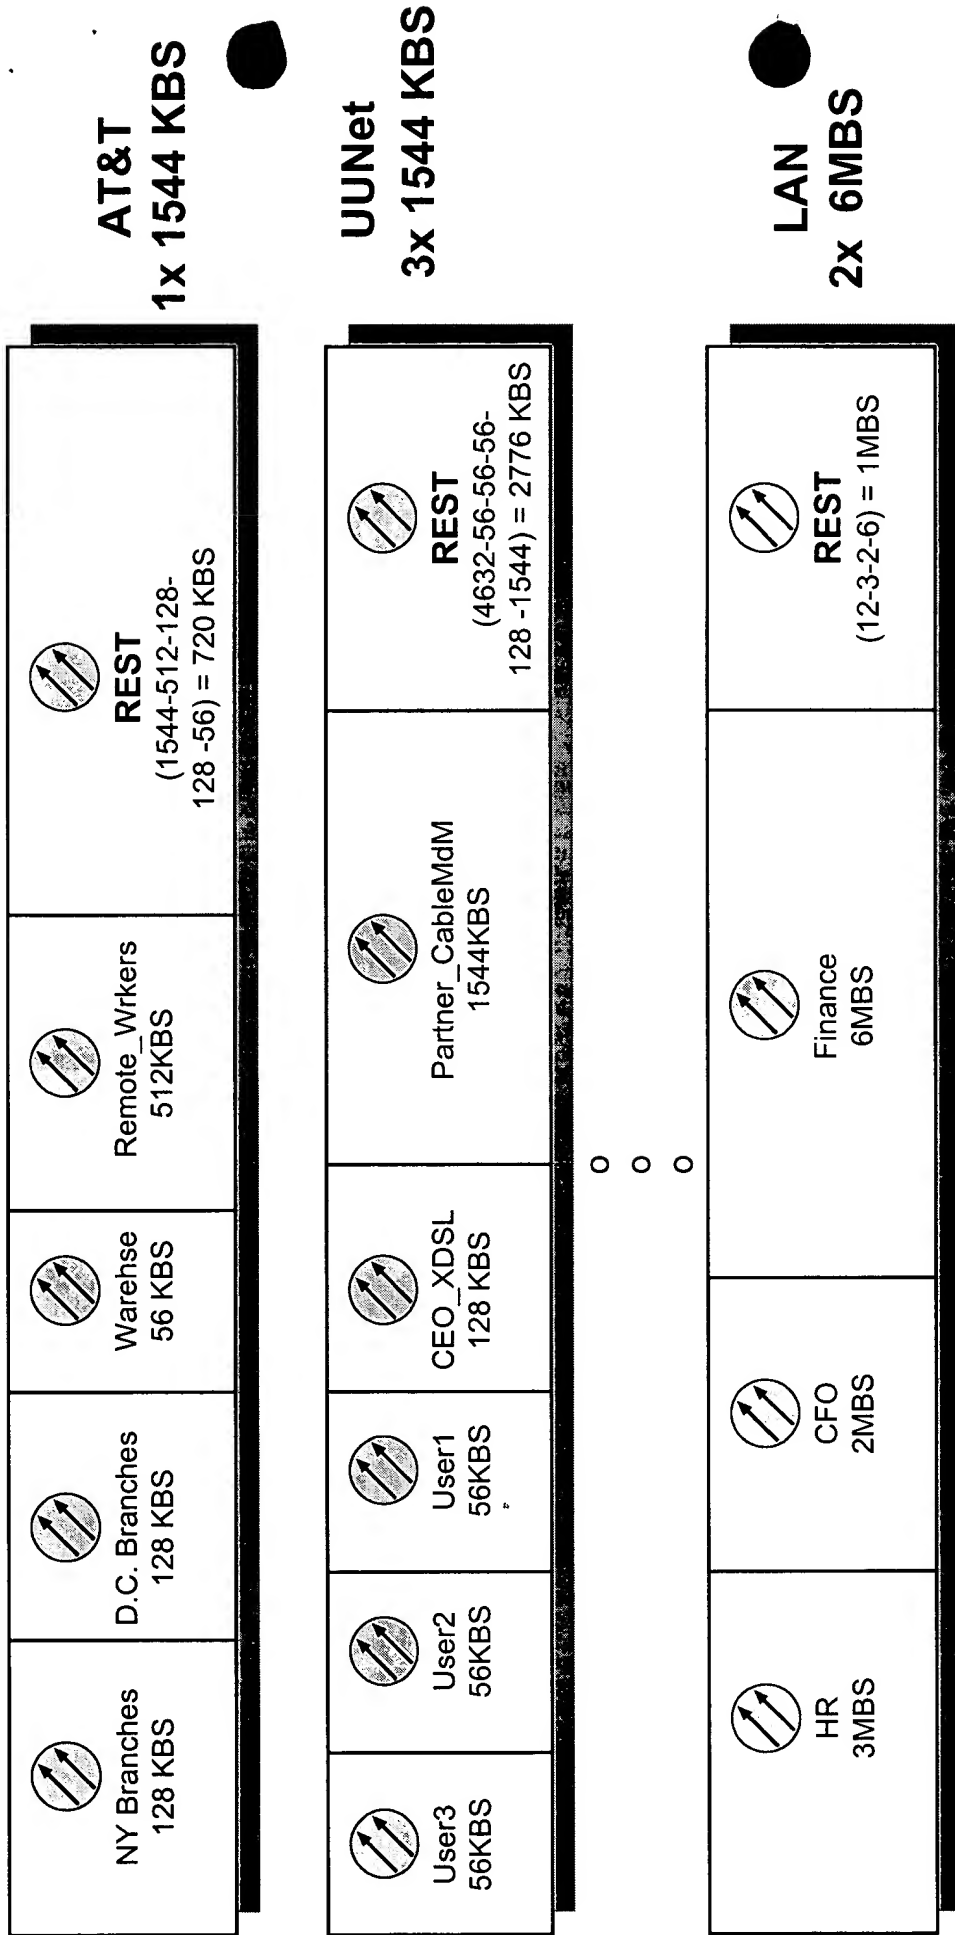 NY Branches
128 KBS
D.C. Branches
128 KBS
Warehse
56 KBS
Remote_Wrkers
512KBS
REST
(1544-512-128-
128 -56) = 720 KBS
AT&T
1x 1544 KBS
User3
56KBS
User2
56KBS
User1
56KBS
CEO_XDSL
128 KBS
Partner_CableMdM
1544KBS
REST
(4632-56-56-56-
128 -1544) = 2776 KBS
UUNet
3x 1544 KBS
o
o
o
HR
3MBS
CFO
2MBS
Finance
6MBS
REST
(12-3-2-6) = 1MBS
LAN
2x 6MBS